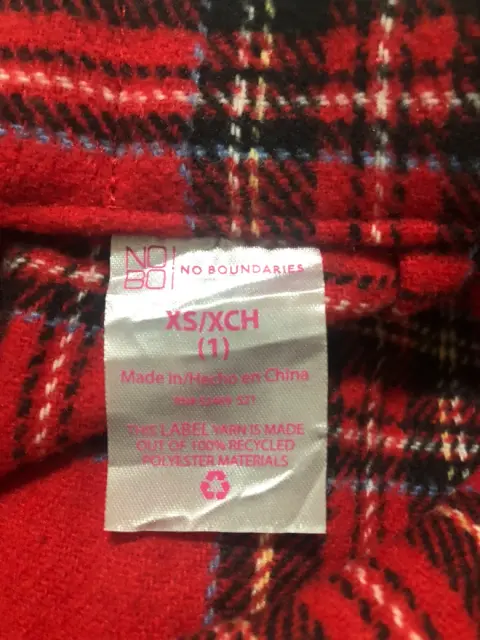 NO
BO
NO BOUNDARIES
XS/XCH
(1)
Made in/Hecho en China
THIS LABEL YARN IS MADE
OUT OF 100% RECYCLED
POLYESTER MATERIALS